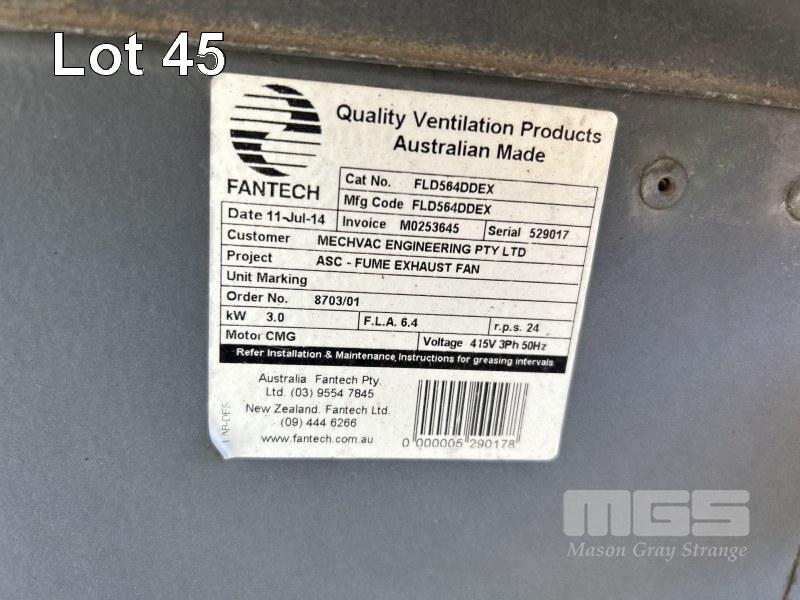 Lot 45
Quality Ventilation Products
Australian Made
FANTECH
Cat No. FLD564DDEX
Mfg Code FLD564DDEX
Date 11-Jul-14 Invoice M0253645 Serial 529017
Customer MECHVAC ENGINEERING PTY LTD
Project ASC - FUME EXHAUST FAN
Unit Marking
Order No. 8703/01
kW 3.0 F.L.A. 6.4 r.p.s. 24
Motor CMG Voltage 415V 3Ph 50Hz
Refer Installation & Maintenance Instructions for greasing intervals
Australia Fantech Pty.
Ltd. (03) 9554 7845
New Zealand. Fantech Ltd.
(09) 444 6266
www.fantech.com.au
0 000005 290178
LAB-DES
MGS
Mason Gray Strange